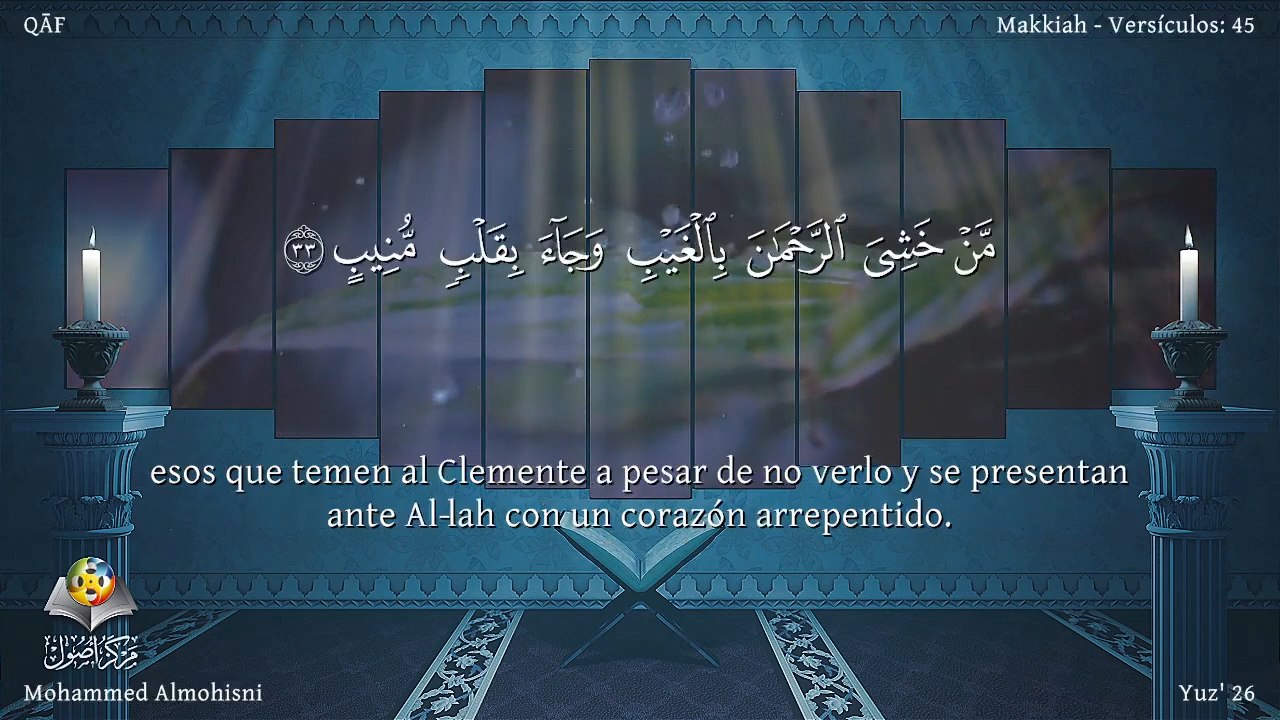 QĀF
Makkiah - Versículos: 45
مَّنْ خَشِىَ ٱلرَّحْمَٰنَ بِٱلْغَيْبِ وَجَآءَ بِقَلْبٍ مُّنِيبٍ ٣٣
esos que temen al Clemente a pesar de no verlo y se presentan
ante Al-lah con un corazón arrepentido.
مركز أصول
Mohammed Almohisni
Yuz' 26